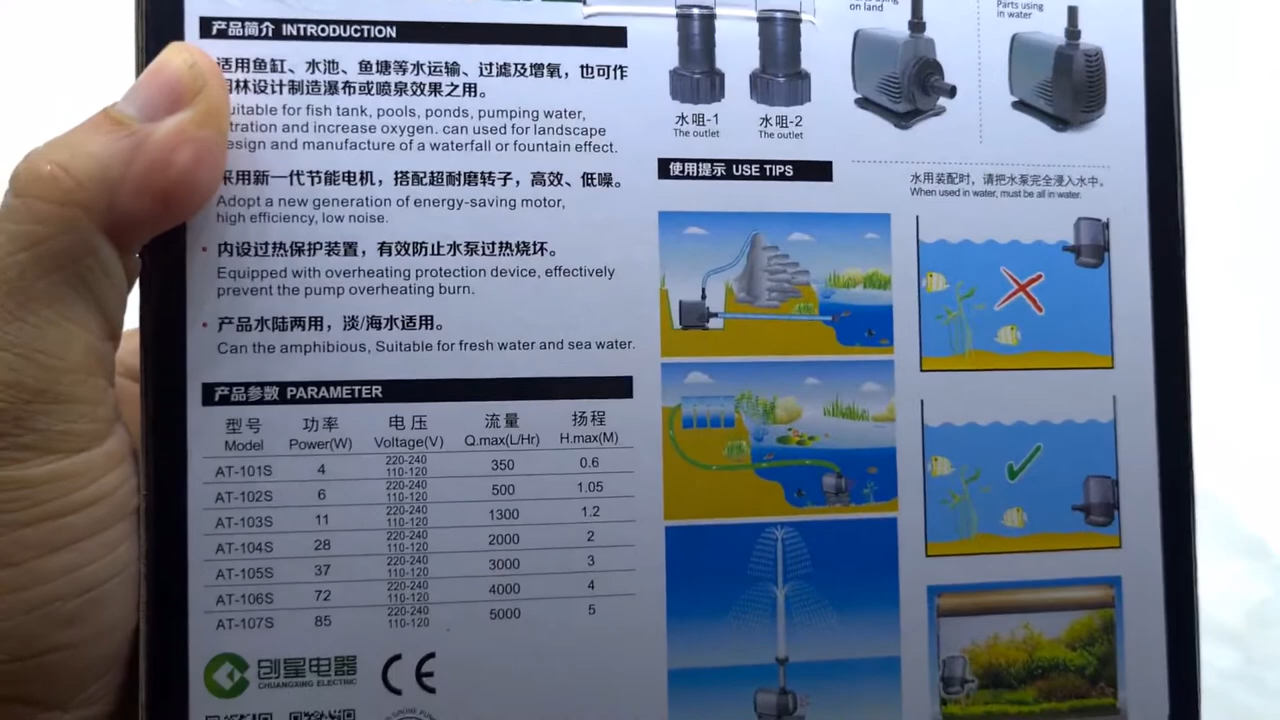 产品简介 INTRODUCTION
适用鱼缸、水池、鱼塘等水运输、过滤及增氧，也可作
林设计制造瀑布或喷泉效果之用。
uitable for fish tank, pools, ponds, pumping water,
tration and increase oxygen. can used for landscape
esign and manufacture of a waterfall or fountain effect.
采用新一代节能电机，搭配超耐磨转子，高效、低噪。
Adopt a new generation of energy-saving motor,
high efficiency, low noise.
内设过热保护装置，有效防止水泵过热烧坏。
Equipped with overheating protection device, effectively
prevent the pump overheating burn.
产品水陆两用，淡/海水适用。
Can the amphibious, Suitable for fresh water and sea water.
产品参数 PARAMETER
型号 功率 电压 流量 扬程
Model Power(W) Voltage(V) Q.max(L/Hr) H.max(M)
AT-101S 4 220-240 110-120 350 0.6
AT-102S 6 220-240 110-120 500 1.05
AT-103S 11 220-240 110-120 1300 1.2
AT-104S 28 220-240 110-120 2000 2
AT-105S 37 220-240 110-120 3000 3
AT-106S 72 220-240 110-120 4000 4
AT-107S 85 220-240 110-120 5000 5
创星电器
CHUANGXING ELECTRIC
CE
水咀-1
The outlet
水咀-2
The outlet
on land
Parts using
in water
使用提示 USE TIPS
水用装配时，请把水泵完全浸入水中。
When used in water, must be all in water.